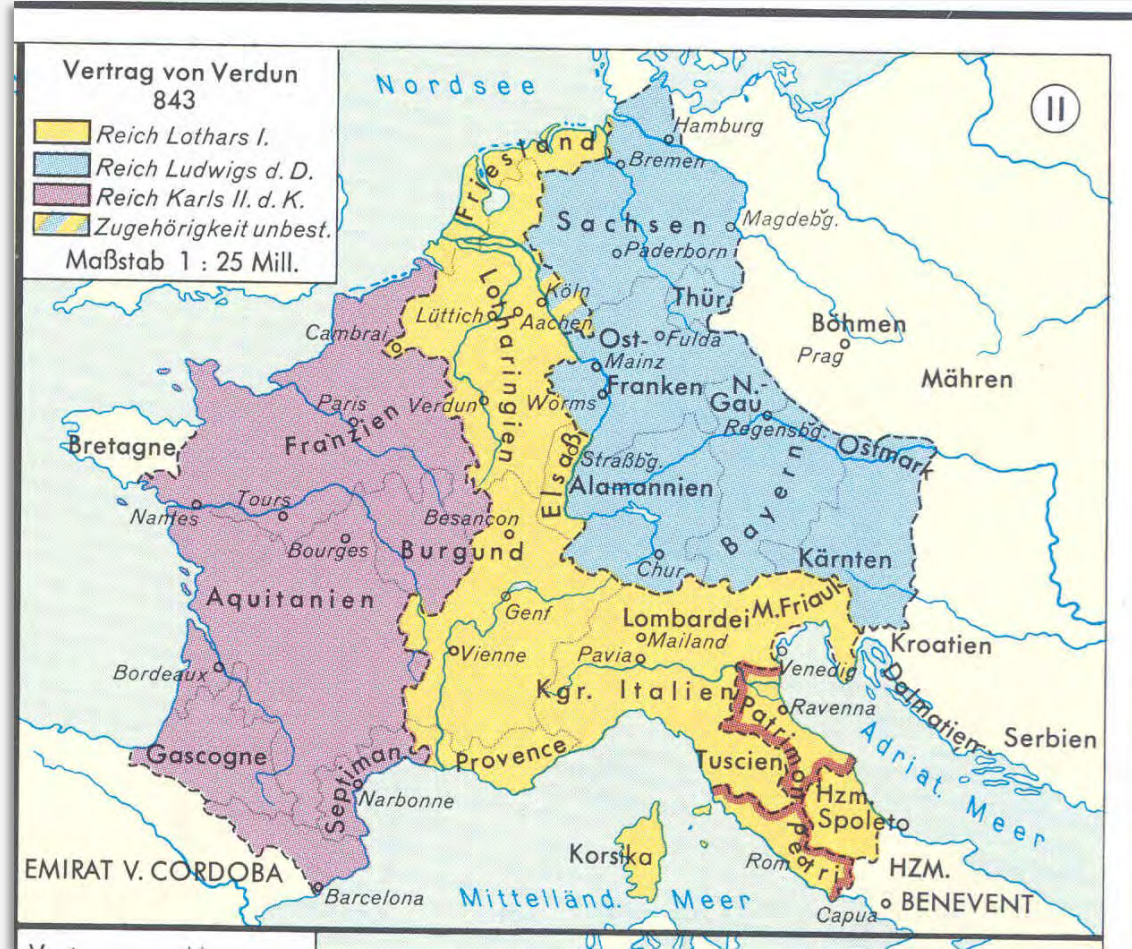 Vertrag von Verdun
843
Reich Lothars I.
Reich Ludwigs d. D.
Reich Karls II. d. K.
Zugehörigkeit unbest.
Maßstab 1 : 25 Mill.
II
Nordsee
Hamburg
Bremen
Friesland
Sachsen
Magdebg.
Paderborn
Köln
Lüttich
Aachen
Lotharingien
Thür.
Cambrai
Ost-
Fulda
Böhmen
Prag
Mainz
Franken
Mähren
Paris
Verdun
Worms
N.-
Gau
Regensbg.
Franzien
Bretagne
Elsaß
Straßbg.
Ostmark
Alamannien
Bayern
Nantes
Tours
Besançon
Bourges
Burgund
Chur
Kärnten
Aquitanien
Genf
Lombardei
M. Friaul
Mailand
Kroatien
Vienne
Pavia
Venedig
Bordeaux
Kgr. Italien
Dalmatien
Ravenna
Patrimon.
Petri
Adriat. Meer
Serbien
Gascogne
Septiman.
Provence
Tuscien
Narbonne
Hzm.
Spoleto
Korsika
Rom
EMIRAT V. CORDOBA
Barcelona
Mittelländ. Meer
HZM.
BENEVENT
Capua